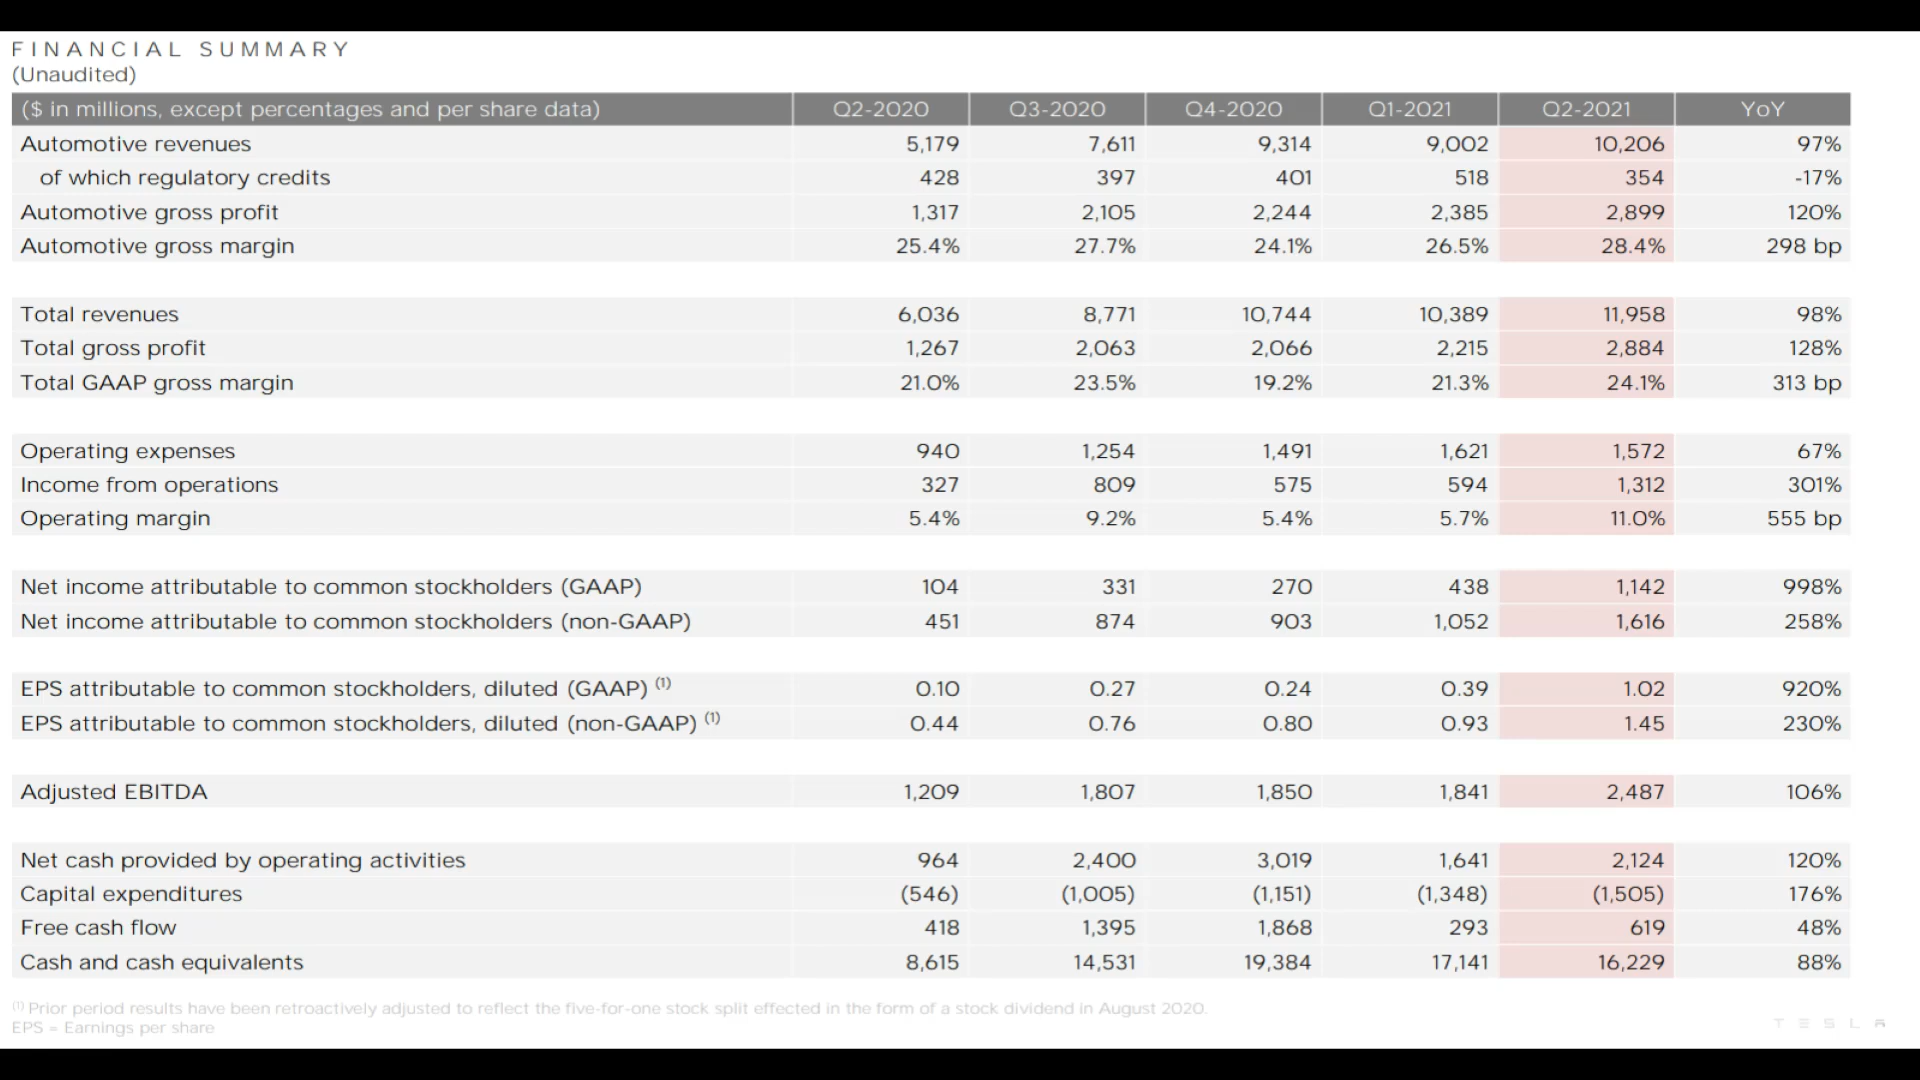 FINANCIAL SUMMARY
(Unaudited)
($ in millions, except percentages and per share data) Q2-2020 Q3-2020 Q4-2020 Q1-2021 Q2-2021 YoY
Automotive revenues 5,179 7,611 9,314 9,002 10,206 97%
of which regulatory credits 428 397 401 518 354 -17%
Automotive gross profit 1,317 2,105 2,244 2,385 2,899 120%
Automotive gross margin 25.4% 27.7% 24.1% 26.5% 28.4% 298 bp
Total revenues 6,036 8,771 10,744 10,389 11,958 98%
Total gross profit 1,267 2,063 2,066 2,215 2,884 128%
Total GAAP gross margin 21.0% 23.5% 19.2% 21.3% 24.1% 313 bp
Operating expenses 940 1,254 1,491 1,621 1,572 67%
Income from operations 327 809 575 594 1,312 301%
Operating margin 5.4% 9.2% 5.4% 5.7% 11.0% 555 bp
Net income attributable to common stockholders (GAAP) 104 331 270 438 1,142 998%
Net income attributable to common stockholders (non-GAAP) 451 874 903 1,052 1,616 258%
EPS attributable to common stockholders, diluted (GAAP) (1) 0.10 0.27 0.24 0.39 1.02 920%
EPS attributable to common stockholders, diluted (non-GAAP) (1) 0.44 0.76 0.80 0.93 1.45 230%
Adjusted EBITDA 1,209 1,807 1,850 1,841 2,487 106%
Net cash provided by operating activities 964 2,400 3,019 1,641 2,124 120%
Capital expenditures (546) (1,005) (1,151) (1,348) (1,505) 176%
Free cash flow 418 1,395 1,868 293 619 48%
Cash and cash equivalents 8,615 14,531 19,384 17,141 16,229 88%
(1) Prior period results have been retroactively adjusted to reflect the five-for-one stock split effected in the form of a stock dividend in August 2020.
EPS = Earnings per share
TESLA